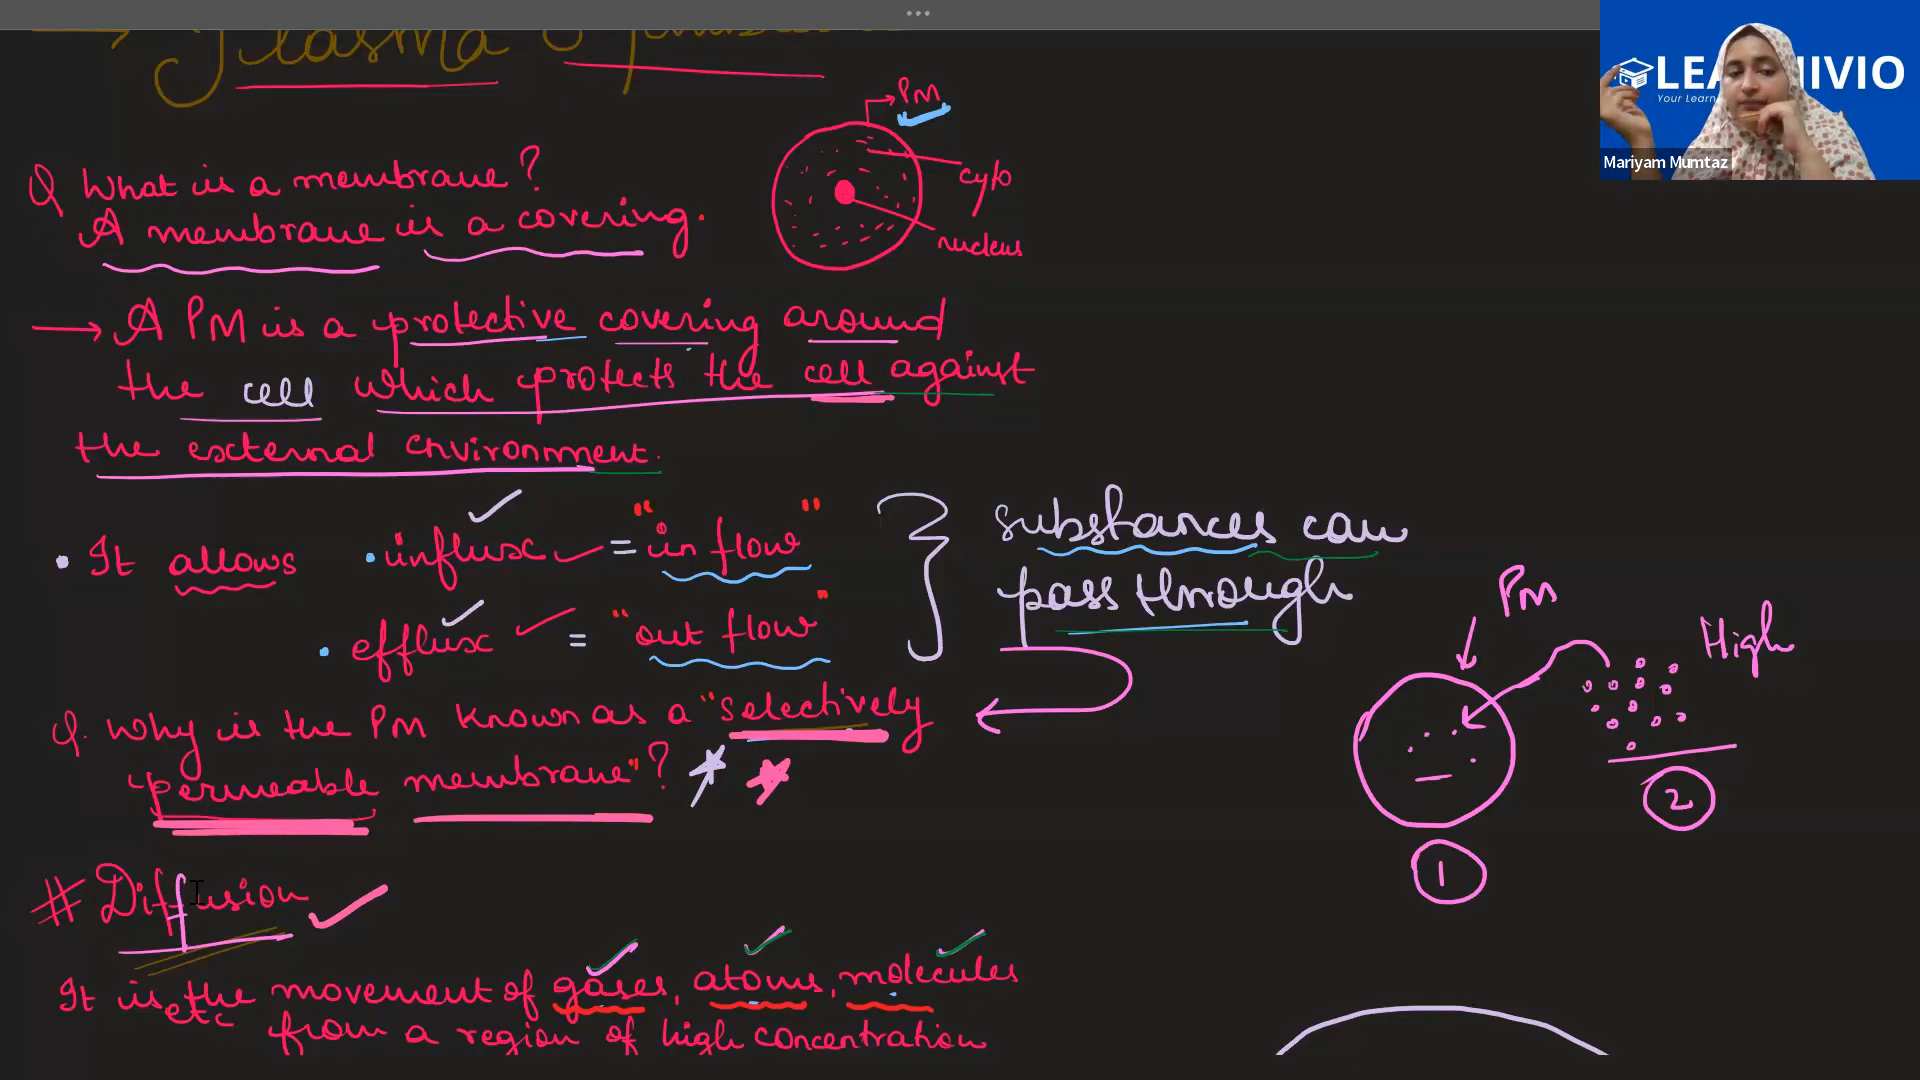 Plasma
PM
cyto
nucleus
Q What is a membrane?
A membrane is a covering.
→ A PM is a protective covering around
the cell which protects the cell against
the external environment.
• It allows • influx = "in flow"
• efflux = "out flow"
substances can
pass through
Q. Why is the PM known as a "selectively
permeable membrane"?
# Diffusion
It is the movement of gases, atoms, molecules
etc from a region of high concentration
PM
High
1
2
LEA IVIO
Your Learn
Mariyam Mumtaz